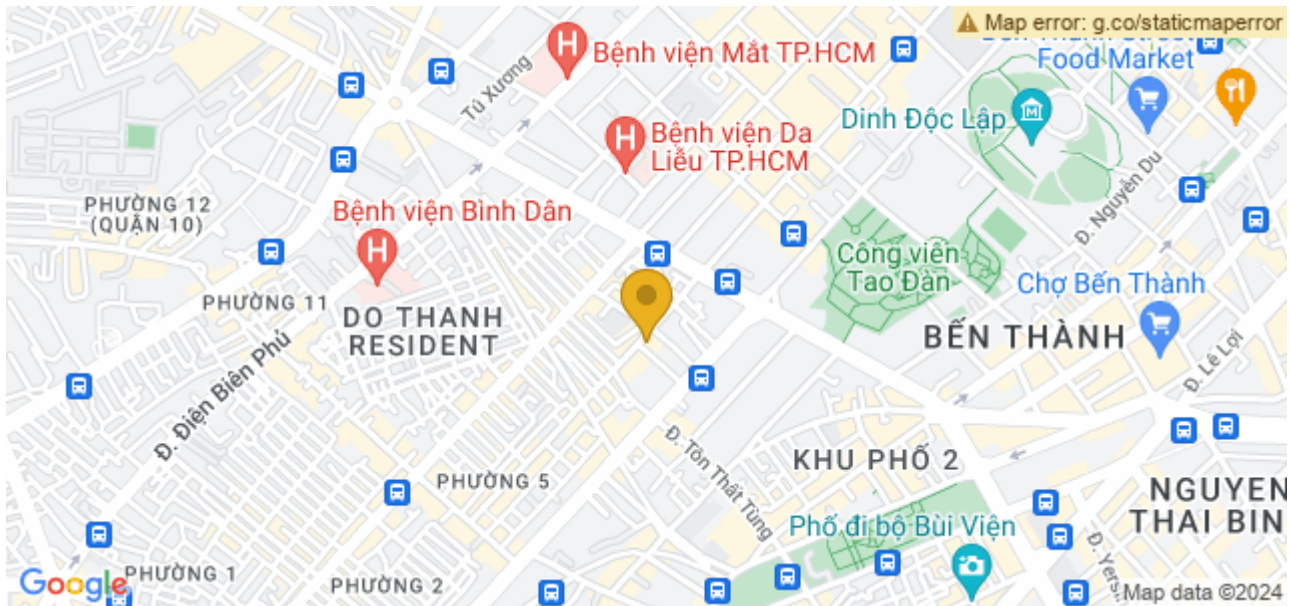 Map error: g.co/staticmaperror
Food Market
Bệnh viện Mắt TP.HCM
Tú Xương
Dinh Độc Lập
Bệnh viện Da
Liễu TP.HCM
Đ. Nguyễn Du
PHƯỜNG 12
(QUẬN 10)
Bệnh viện Bình Dân
Công viên
Tao Đàn
Chợ Bến Thành
PHƯỜNG 11
DO THANH
RESIDENT
BẾN THÀNH
Đ. Lê Lợi
Đ. Điện Biên Phủ
Đ. Tôn Thất Tùng
KHU PHỐ 2
PHƯỜNG 5
NGUYEN
THAI BIN
Phố đi bộ Bùi Viện
Đ. Yers
Google
PHƯỜNG 1
PHƯỜNG 2
Map data ©2024